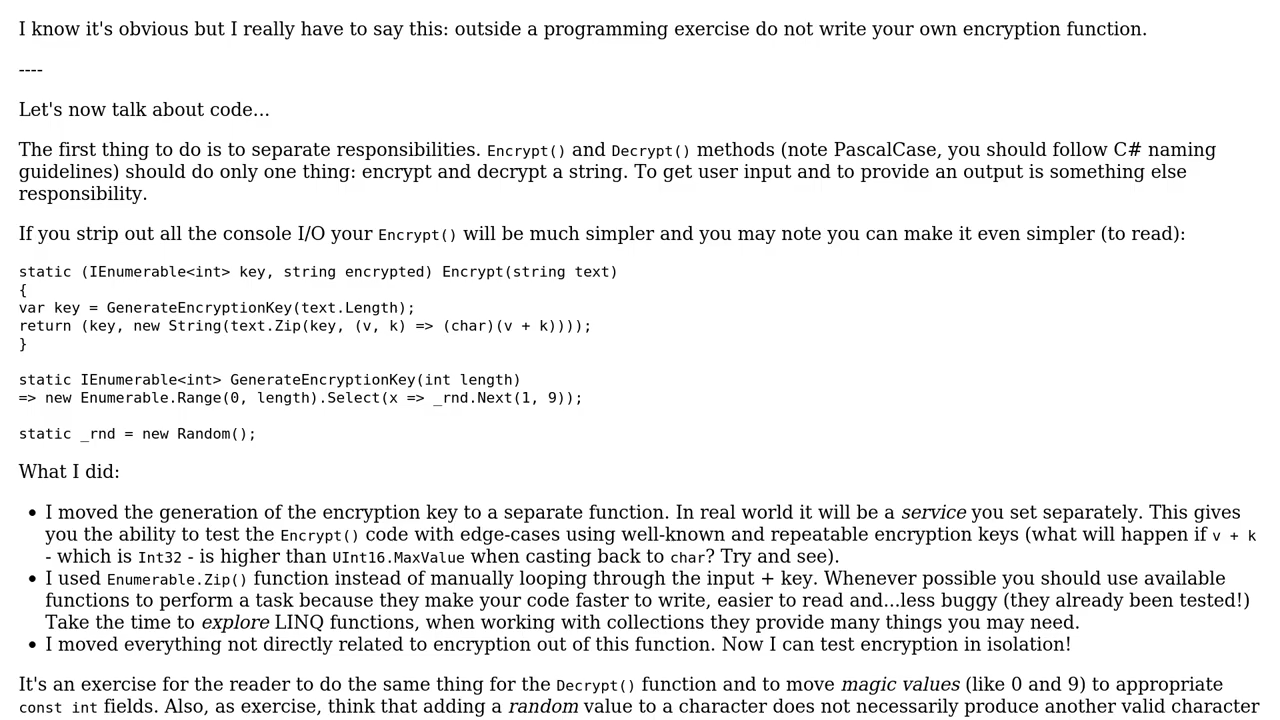 I know it's obvious but I really have to say this: outside a programming exercise do not write your own encryption function.
----
Let's now talk about code...
The first thing to do is to separate responsibilities. Encrypt() and Decrypt() methods (note PascalCase, you should follow C# naming
guidelines) should do only one thing: encrypt and decrypt a string. To get user input and to provide an output is something else
responsibility.
If you strip out all the console I/O your Encrypt() will be much simpler and you may note you can make it even simpler (to read):
static (IEnumerable<int> key, string encrypted) Encrypt(string text)
{
var key = GenerateEncryptionKey(text.Length);
return (key, new String(text.Zip(key, (v, k) => (char)(v + k))));
}
static IEnumerable<int> GenerateEncryptionKey(int length)
=> new Enumerable.Range(0, length).Select(x => _rnd.Next(1, 9));
static _rnd = new Random();
What I did:
• I moved the generation of the encryption key to a separate function. In real world it will be a service you set separately. This gives
you the ability to test the Encrypt() code with edge-cases using well-known and repeatable encryption keys (what will happen if v + k
- which is Int32 - is higher than UInt16.MaxValue when casting back to char? Try and see).
• I used Enumerable.Zip() function instead of manually looping through the input + key. Whenever possible you should use available
functions to perform a task because they make your code faster to write, easier to read and...less buggy (they already been tested!)
Take the time to explore LINQ functions, when working with collections they provide many things you may need.
• I moved everything not directly related to encryption out of this function. Now I can test encryption in isolation!
It's an exercise for the reader to do the same thing for the Decrypt() function and to move magic values (like 0 and 9) to appropriate
const int fields. Also, as exercise, think that adding a random value to a character does not necessarily produce another valid character